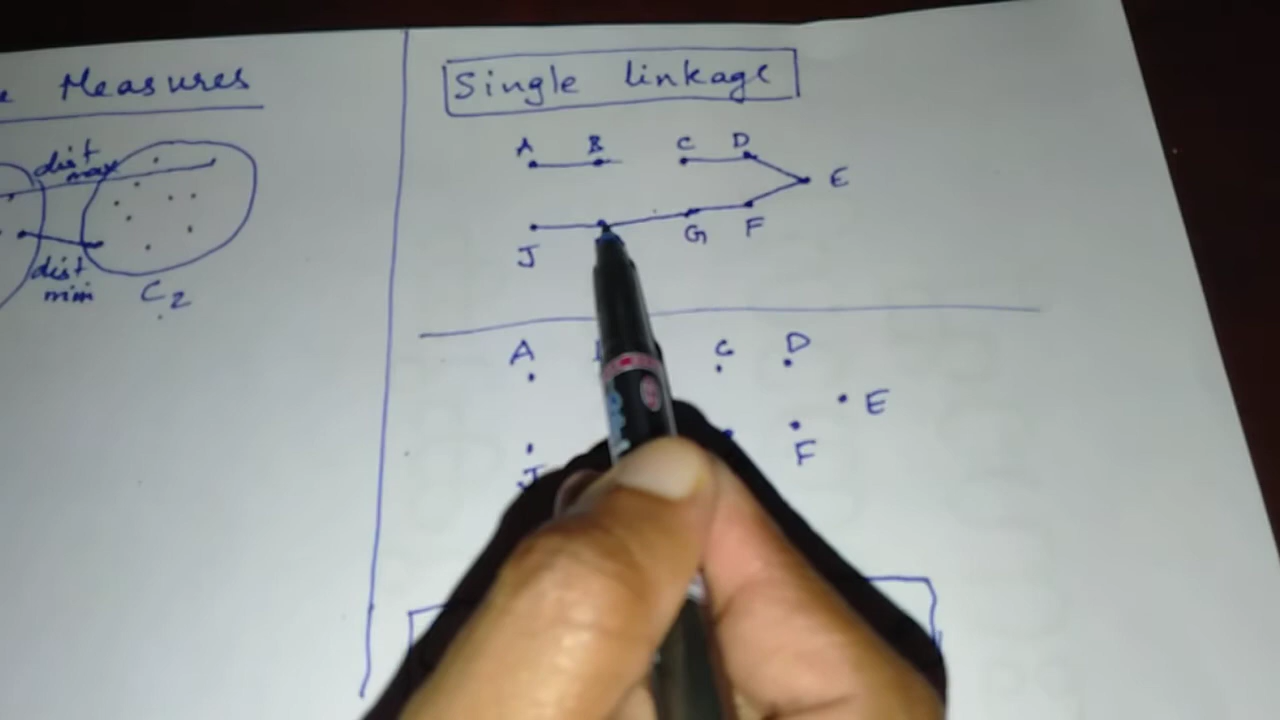 Measures
dist
max
dist
min
C2
Single linkage
A B C D
E
J G F
A C D
E
J F